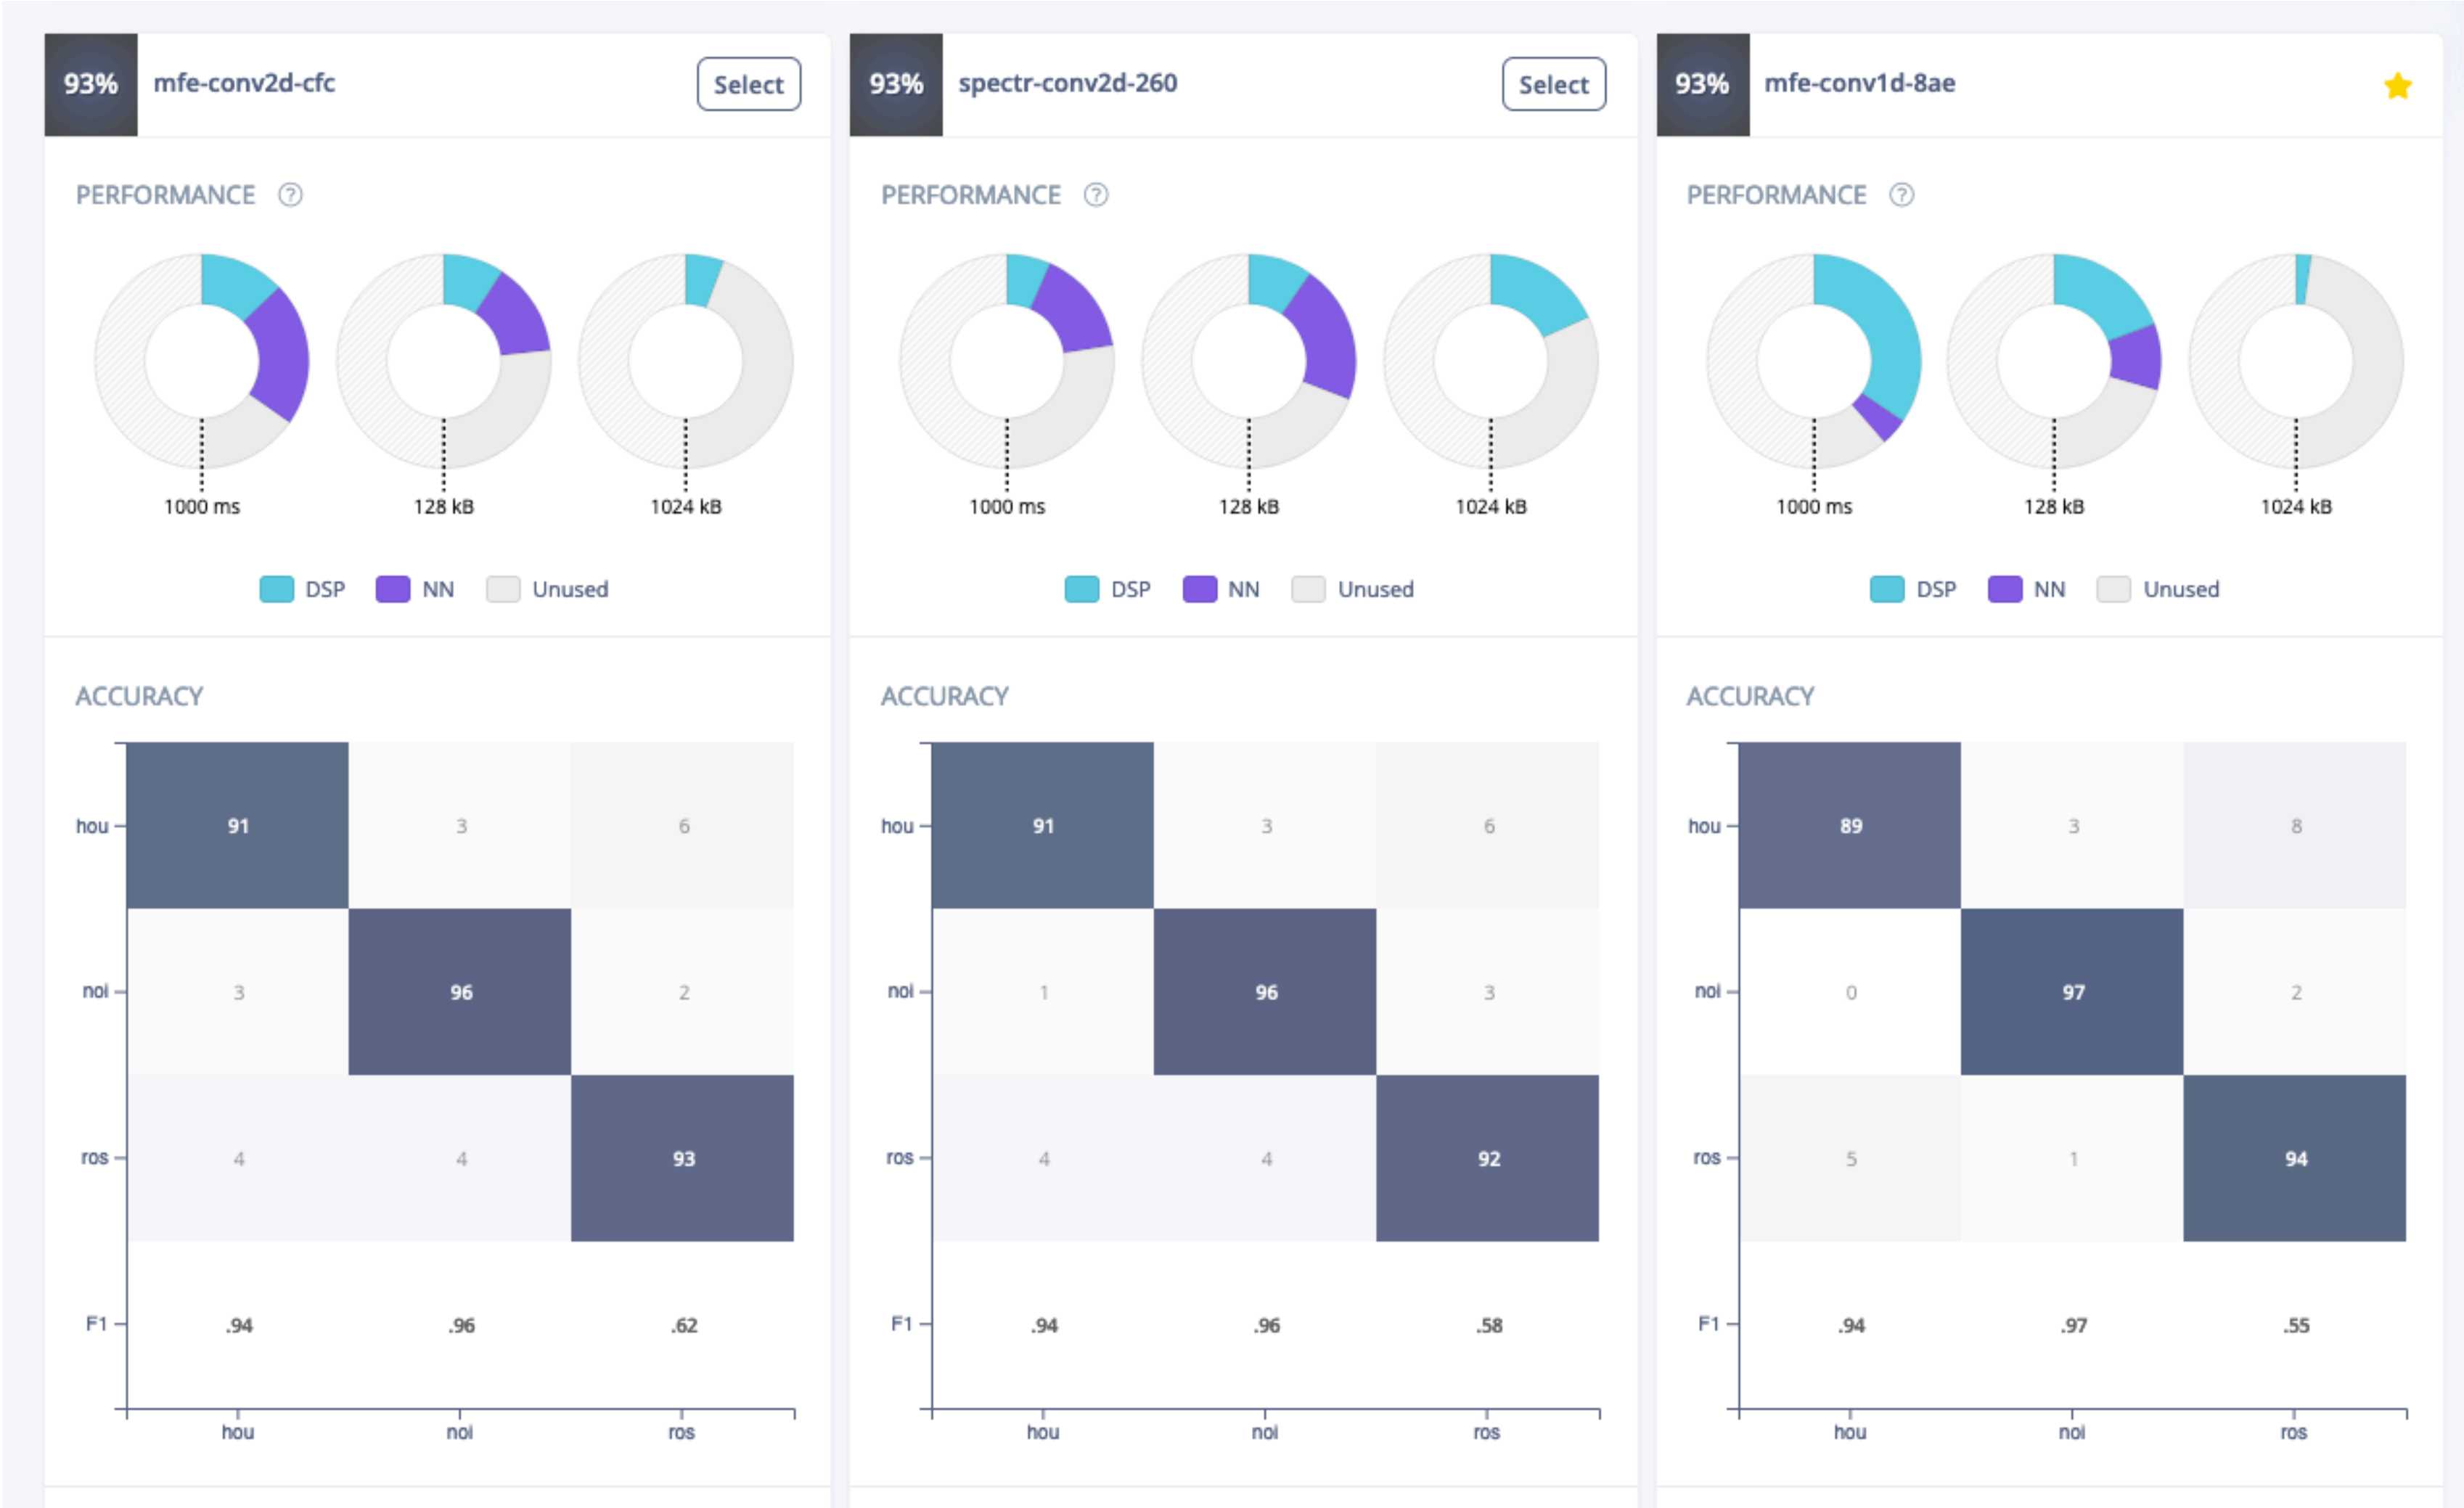 93% mfe-conv2d-cfc Select
PERFORMANCE ?
1000 ms 128 kB 1024 kB
DSP NN Unused
ACCURACY
hou 91 3 6
noi 3 96 2
ros 4 4 93
F1 .94 .96 .62
hou noi ros
93% spectr-conv2d-260 Select
PERFORMANCE ?
1000 ms 128 kB 1024 kB
DSP NN Unused
ACCURACY
hou 91 3 6
noi 1 96 3
ros 4 4 92
F1 .94 .96 .58
hou noi ros
93% mfe-conv1d-8ae
PERFORMANCE ?
1000 ms 128 kB 1024 kB
DSP NN Unused
ACCURACY
hou 89 3 8
noi 0 97 2
ros 5 1 94
F1 .94 .97 .55
hou noi ros